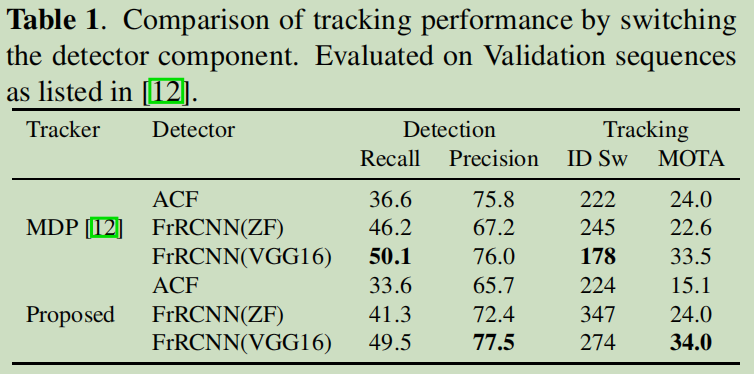 Table 1. Comparison of tracking performance by switching
the detector component. Evaluated on Validation sequences
as listed in [12].
Tracker Detector Detection Tracking
Recall Precision ID Sw MOTA
ACF 36.6 75.8 222 24.0
MDP [12] FrRCNN(ZF) 46.2 67.2 245 22.6
FrRCNN(VGG16) 50.1 76.0 178 33.5
ACF 33.6 65.7 224 15.1
Proposed FrRCNN(ZF) 41.3 72.4 347 24.0
FrRCNN(VGG16) 49.5 77.5 274 34.0